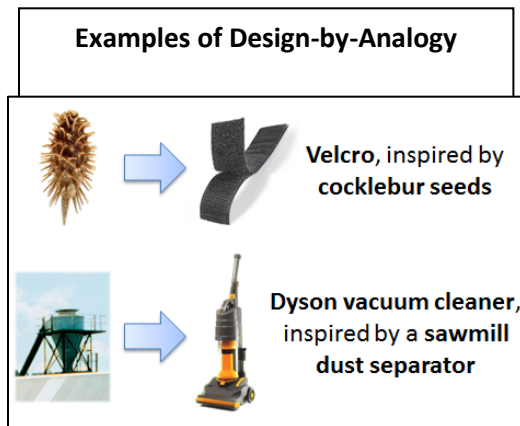 Examples of Design-by-Analogy
Velcro, inspired by
cocklebur seeds
Dyson vacuum cleaner,
inspired by a sawmill
dust separator